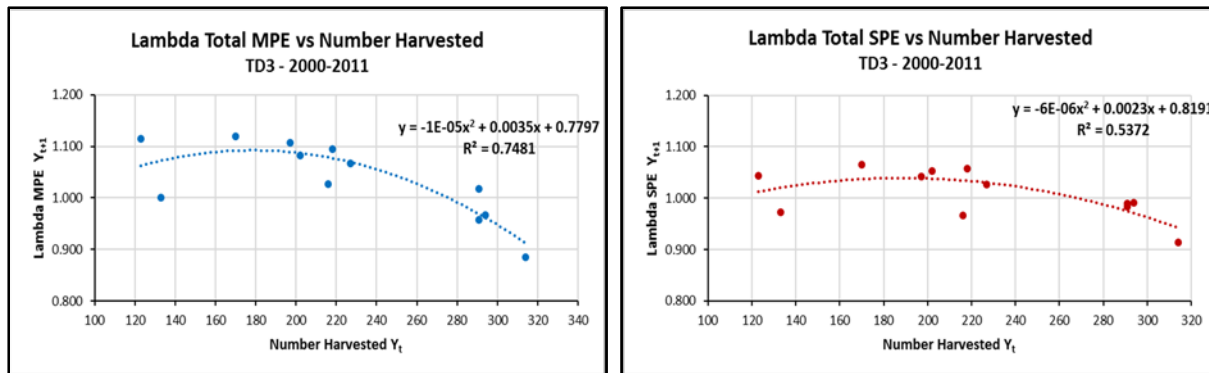 Lambda Total MPE vs Number Harvested
TD3 - 2000-2011
1.200
1.100
1.000
0.900
0.800
Lambda MPE Yt+1
y = -1E-05x² + 0.0035x + 0.7797
R² = 0.7481
100 120 140 160 180 200 220 240 260 280 300 320 340
Number Harvested Yt
Lambda Total SPE vs Number Harvested
TD3 - 2000-2011
1.200
1.100
1.000
0.900
0.800
Lambda SPE Yt+1
y = -6E-06x² + 0.0023x + 0.8191
R² = 0.5372
100 120 140 160 180 200 220 240 260 280 300 320
Number Harvested Yt